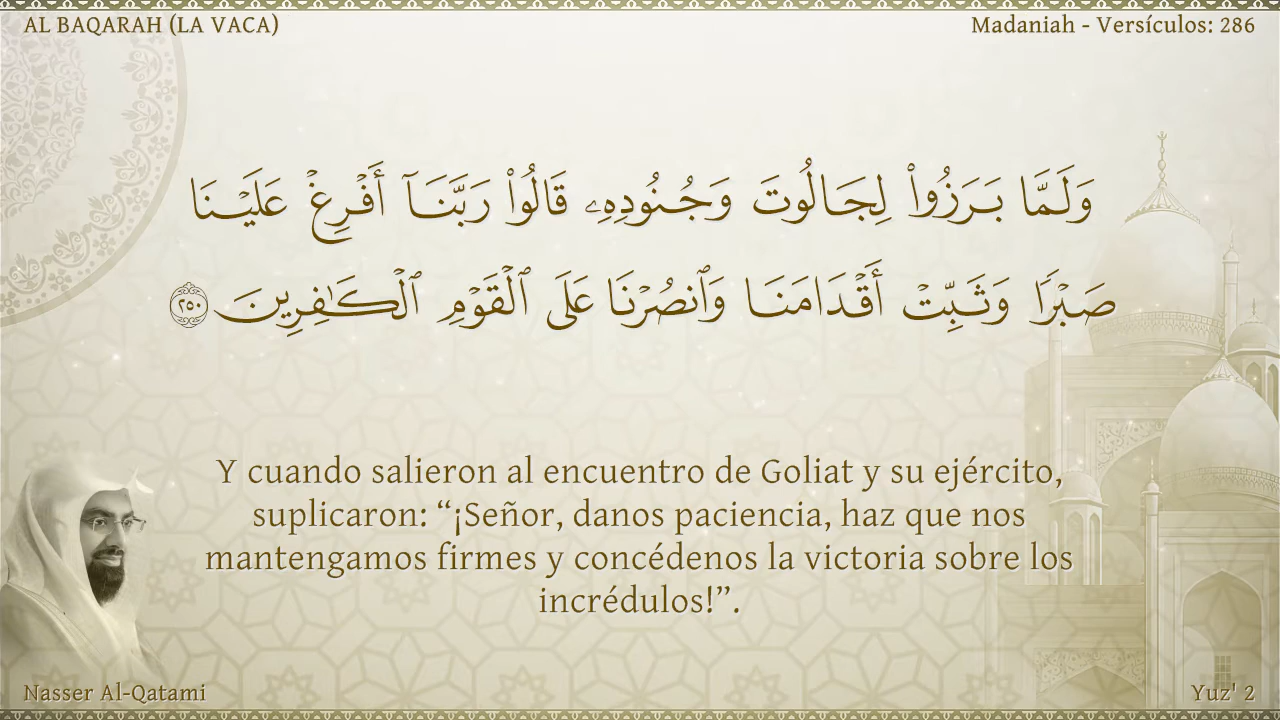 AL BAQARAH (LA VACA)
Madaniah - Versículos: 286
وَلَمَّا بَرَزُوا۟ لِجَالُوتَ وَجُنُودِهِۦ قَالُوا۟ رَبَّنَآ أَفْرِغْ عَلَيْنَا
صَبْرًا وَثَبِّتْ أَقْدَامَنَا وَٱنصُرْنَا عَلَى ٱلْقَوْمِ ٱلْكَـٰفِرِينَ ٢٥٠
Y cuando salieron al encuentro de Goliat y su ejército,
suplicaron: “¡Señor, danos paciencia, haz que nos
mantengamos firmes y concédenos la victoria sobre los
incrédulos!”.
Nasser Al-Qatami
Yuz' 2